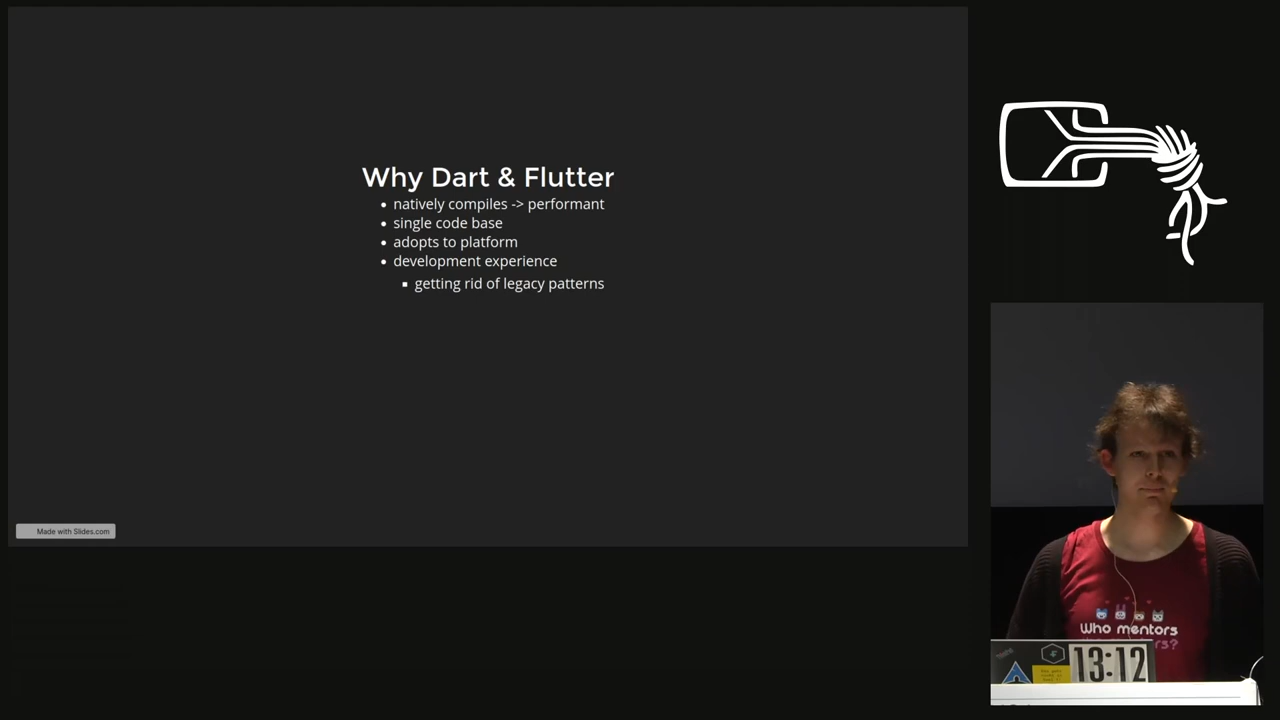 Why Dart & Flutter
natively compiles -> performant
single code base
adopts to platform
development experience
getting rid of legacy patterns
Made with Slides.com
Who mentors
13:12